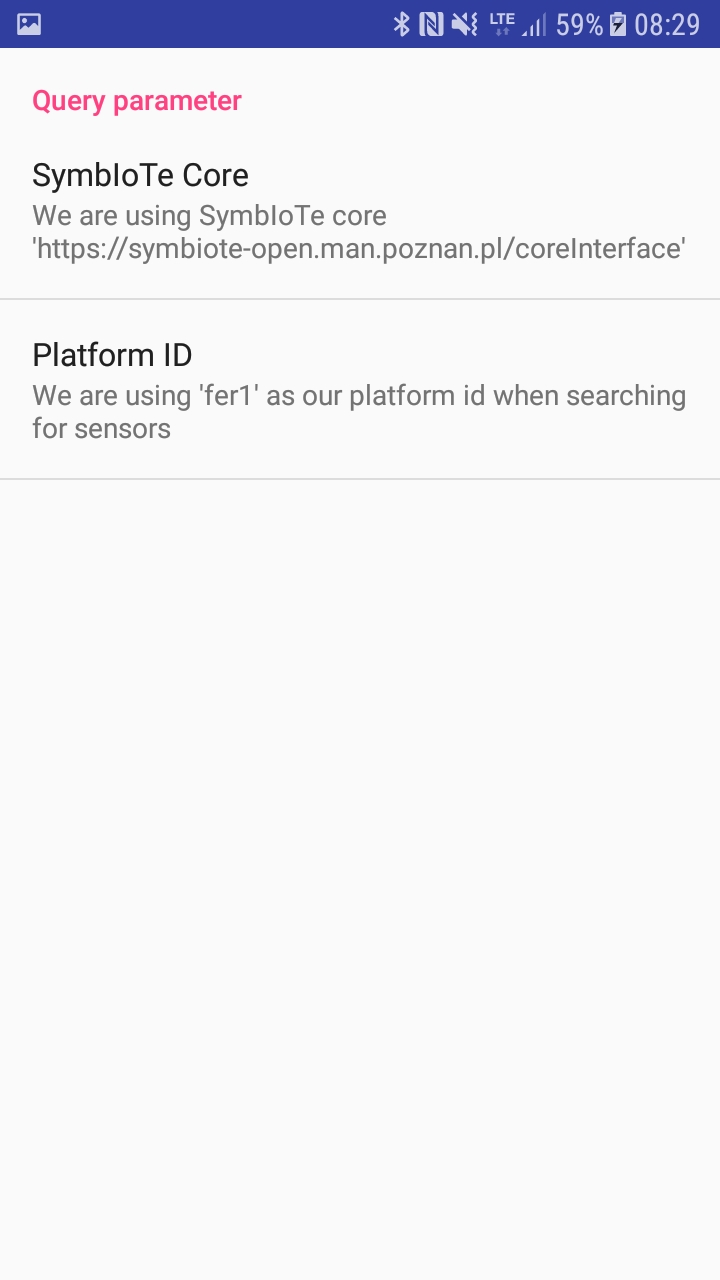 LTE 59% 08:29
Query parameter
SymbIoTe Core
We are using SymbIoTe core
'https://symbiote-open.man.poznan.pl/coreInterface'
Platform ID
We are using 'fer1' as our platform id when searching
for sensors